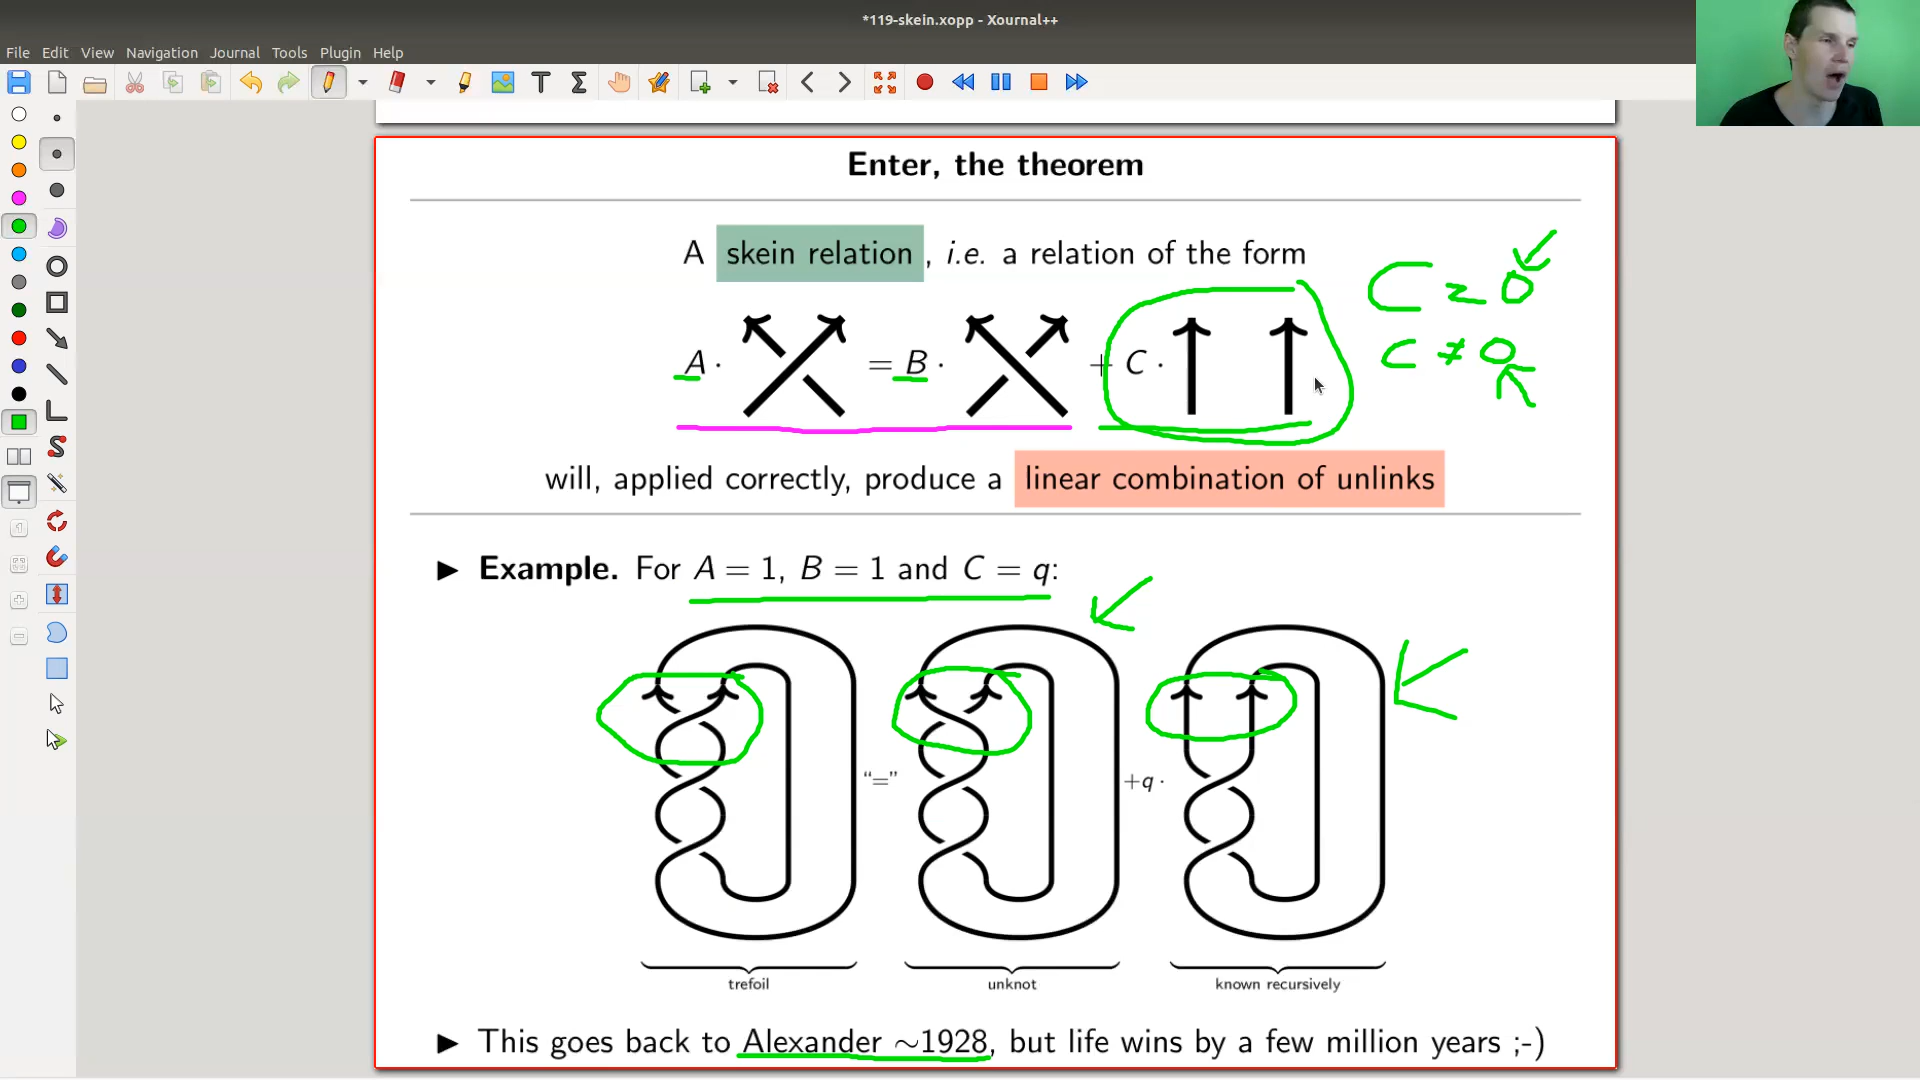 *119-skein.xopp - Xournal++
File Edit View Navigation Journal Tools Plugin Help
Enter, the theorem
A skein relation, i.e. a relation of the form
A · = B · + C ·
C = 0
C ≠ 0
will, applied correctly, produce a linear combination of unlinks
► Example. For A = 1, B = 1 and C = q:
“=” +q ·
trefoil unknot known recursively
► This goes back to Alexander ~1928, but life wins by a few million years ;-)